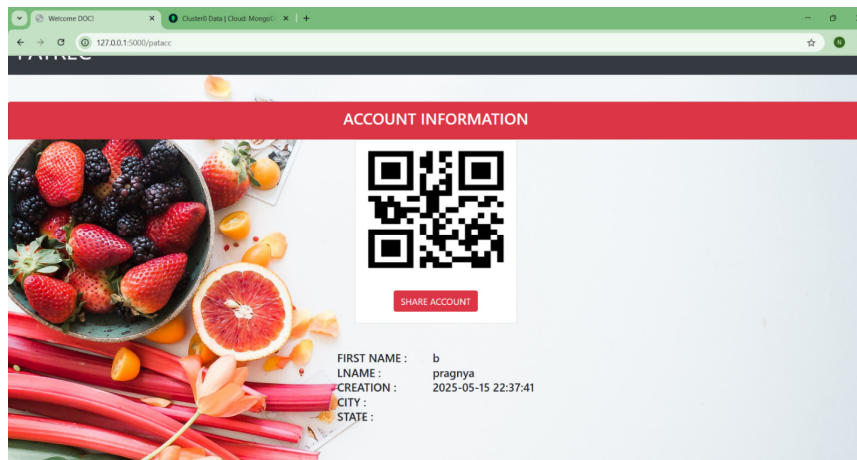 Welcome DOC!
Cluster0 Data | Cloud: MongoD
127.0.0.1:5000/patacc
N
ACCOUNT INFORMATION
SHARE ACCOUNT
FIRST NAME : b
LNAME : pragnya
CREATION : 2025-05-15 22:37:41
CITY :
STATE :